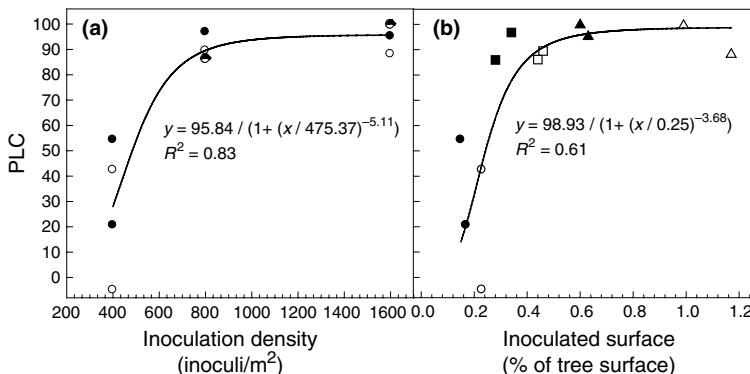 (a)
(b)
PLC
100
90
80
70
60
50
40
30
20
10
0
y = 95.84 / (1+ (x / 475.37)^−5.11)
R² = 0.83
y = 98.93 / (1+ (x / 0.25)^−3.68)
R² = 0.61
200 400 600 800 1000 1200 1400 1600
0.0 0.2 0.4 0.6 0.8 1.0 1.2
Inoculation density
(inoculi/m²)
Inoculated surface
(% of tree surface)